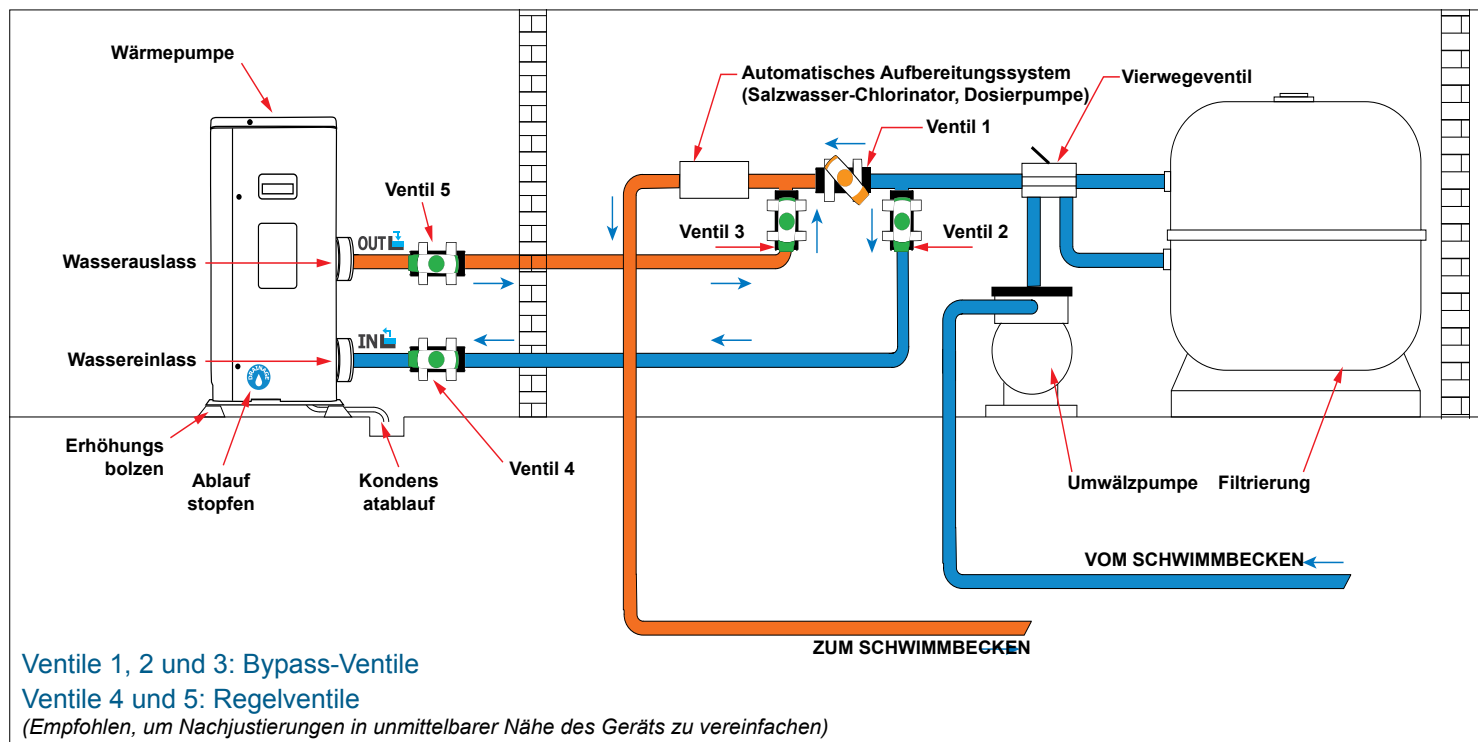 Wärmepumpe
Automatisches Aufbereitungssystem
(Salzwasser-Chlorinator, Dosierpumpe)
Vierwegeventil
Ventil 1
Ventil 5
Ventil 3
Ventil 2
OUT
Wasserauslass
IN
Wassereinlass
Erhöhungs
bolzen
Ablauf
stopfen
Kondens
atablauf
Ventil 4
Umwälzpumpe
Filtrierung
VOM SCHWIMMBECKEN
ZUM SCHWIMMBECKEN
Ventile 1, 2 und 3: Bypass-Ventile
Ventile 4 und 5: Regelventile
(Empfohlen, um Nachjustierungen in unmittelbarer Nähe des Geräts zu vereinfachen)